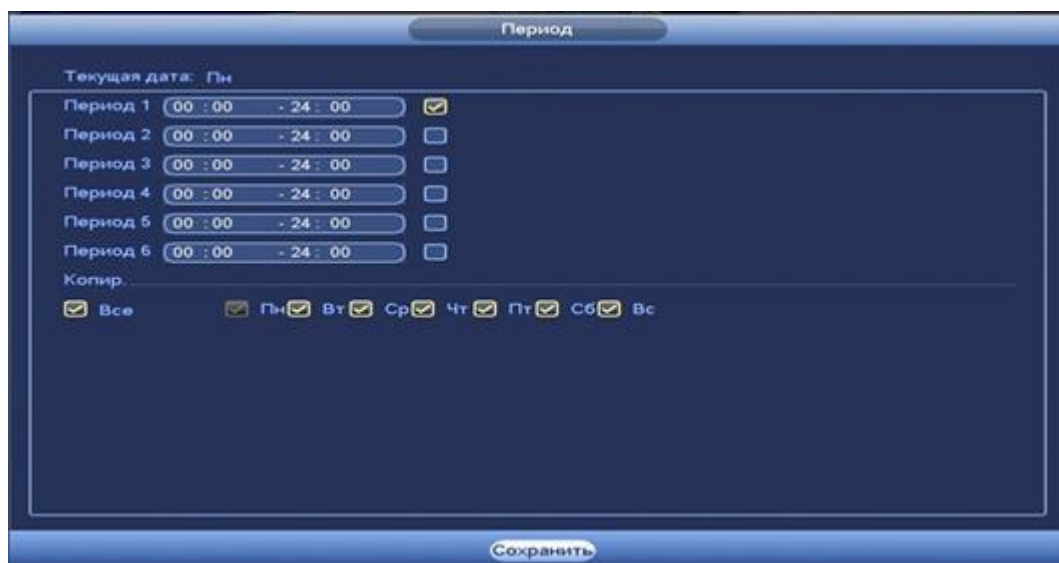 Период
Текущая дата: Пн
Период 1 00 : 00 - 24 : 00
Период 2 00 : 00 - 24 : 00
Период 3 00 : 00 - 24 : 00
Период 4 00 : 00 - 24 : 00
Период 5 00 : 00 - 24 : 00
Период 6 00 : 00 - 24 : 00
Копир.
Все Пн Вт Ср Чт Пт Сб Вс
Сохранить